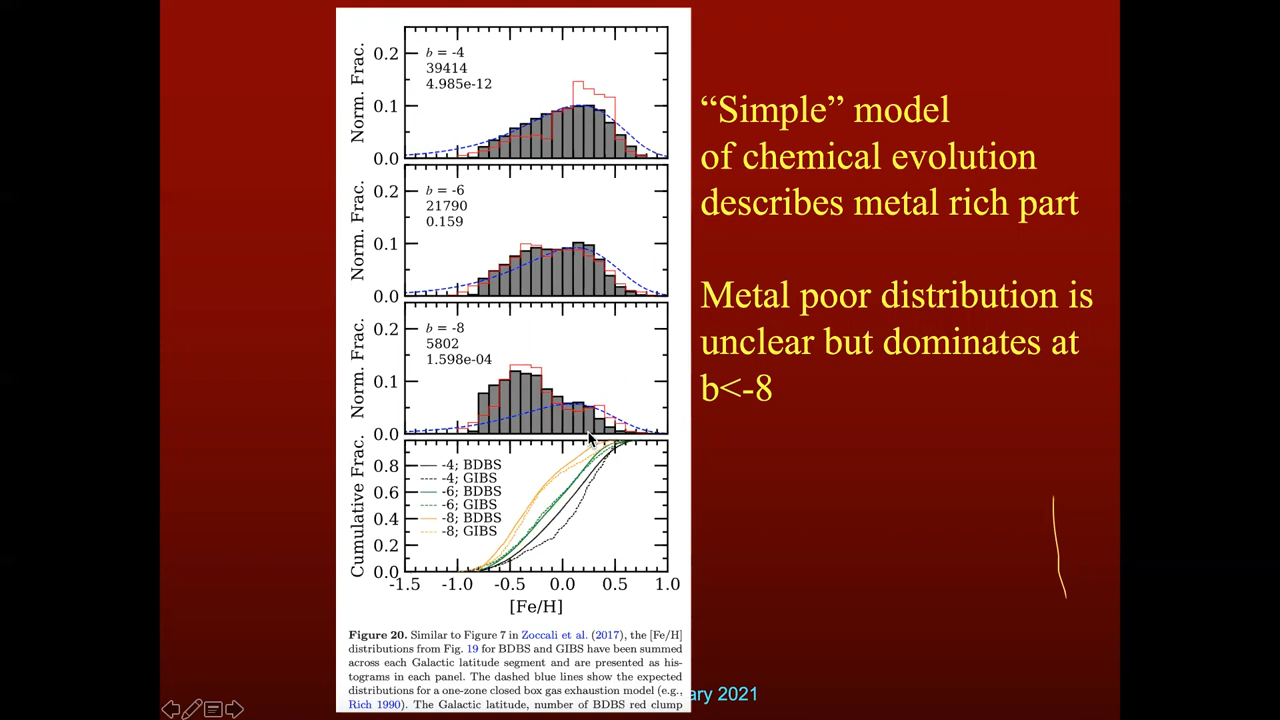 0.2
b = -4
39414
4.985e-12
Norm. Frac.
0.1
0.0
0.2
b = -6
21790
0.159
Norm. Frac.
0.1
0.0
0.2
b = -8
5802
1.598e-04
Norm. Frac.
0.1
0.0
Cumulative Frac.
0.8
0.6
0.4
0.2
0.0
-4; BDBS
-4; GIBS
-6; BDBS
-6; GIBS
-8; BDBS
-8; GIBS
-1.5 -1.0 -0.5 0.0 0.5 1.0
[Fe/H]
Figure 20. Similar to Figure 7 in Zoccali et al. (2017), the [Fe/H]
distributions from Fig. 19 for BDBS and GIBS have been summed
across each Galactic latitude segment and are presented as his-
tograms in each panel. The dashed blue lines show the expected
distributions for a one-zone closed box gas exhaustion model (e.g.,
Rich 1990). The Galactic latitude, number of BDBS red clump
“Simple” model
of chemical evolution
describes metal rich part
Metal poor distribution is
unclear but dominates at
b<-8
ary 2021